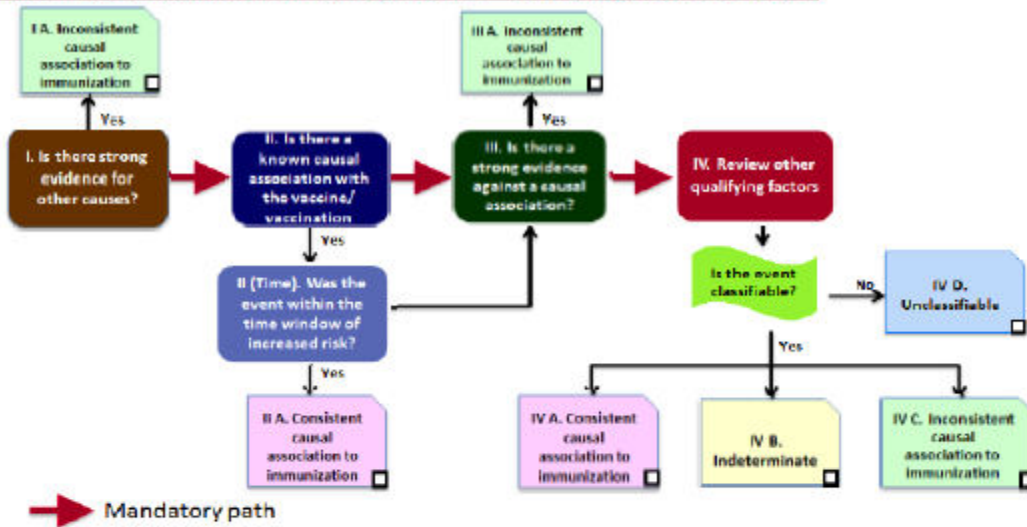 I A. Inconsistent
causal
association to
immunization
III A. Inconsistent
causal
association to
immunization
Yes
Yes
I. Is there strong
evidence for
other causes?
II. Is there a
known causal
association with
the vaccine/
vaccination
III. Is there a
strong evidence
against a causal
association?
IV. Review other
qualifying factors
Yes
II (Time). Was the
event within the
time window of
increased risk?
Is the event
classifiable?
No
IV D.
Unclassifiable
Yes
Yes
II A. Consistent
causal
association to
immunization
IV A. Consistent
causal
association to
immunization
IV B.
Indeterminate
IV C. Inconsistent
causal
association to
immunization
Mandatory path